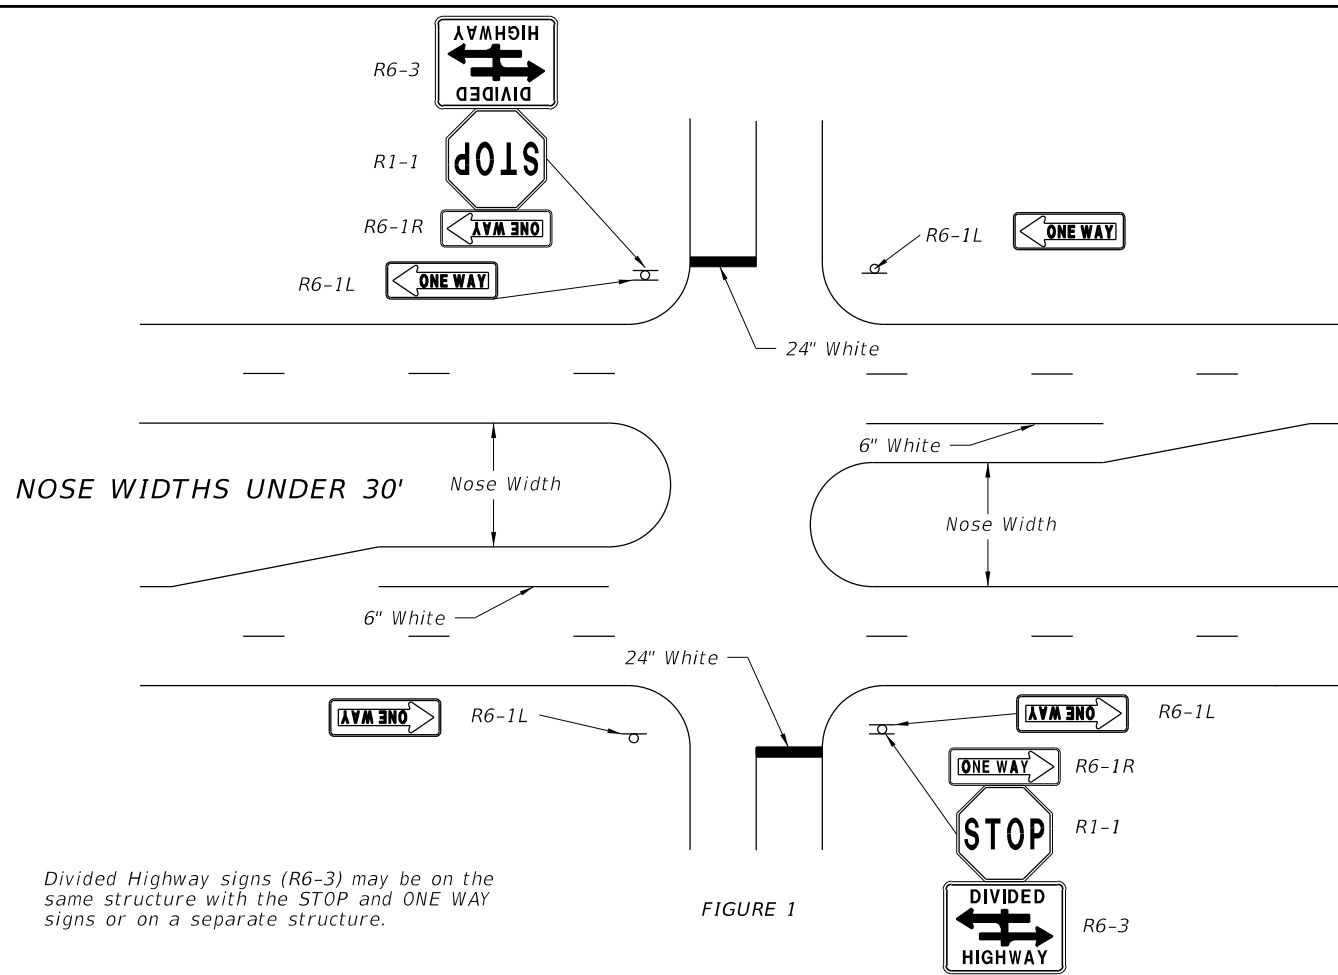 HIGHWAY
DIVIDED
R6-3
STOP
R1-1
R6-1R
ONE WAY
R6-1L
ONE WAY
R6-1L
ONE WAY
24" White
6" White
NOSE WIDTHS UNDER 30'
Nose Width
Nose Width
6" White
24" White
ONE WAY
R6-1L
ONE WAY
R6-1L
ONE WAY
R6-1R
STOP
R1-1
DIVIDED
HIGHWAY
R6-3
Divided Highway signs (R6-3) may be on the
same structure with the STOP and ONE WAY
signs or on a separate structure.
FIGURE 1